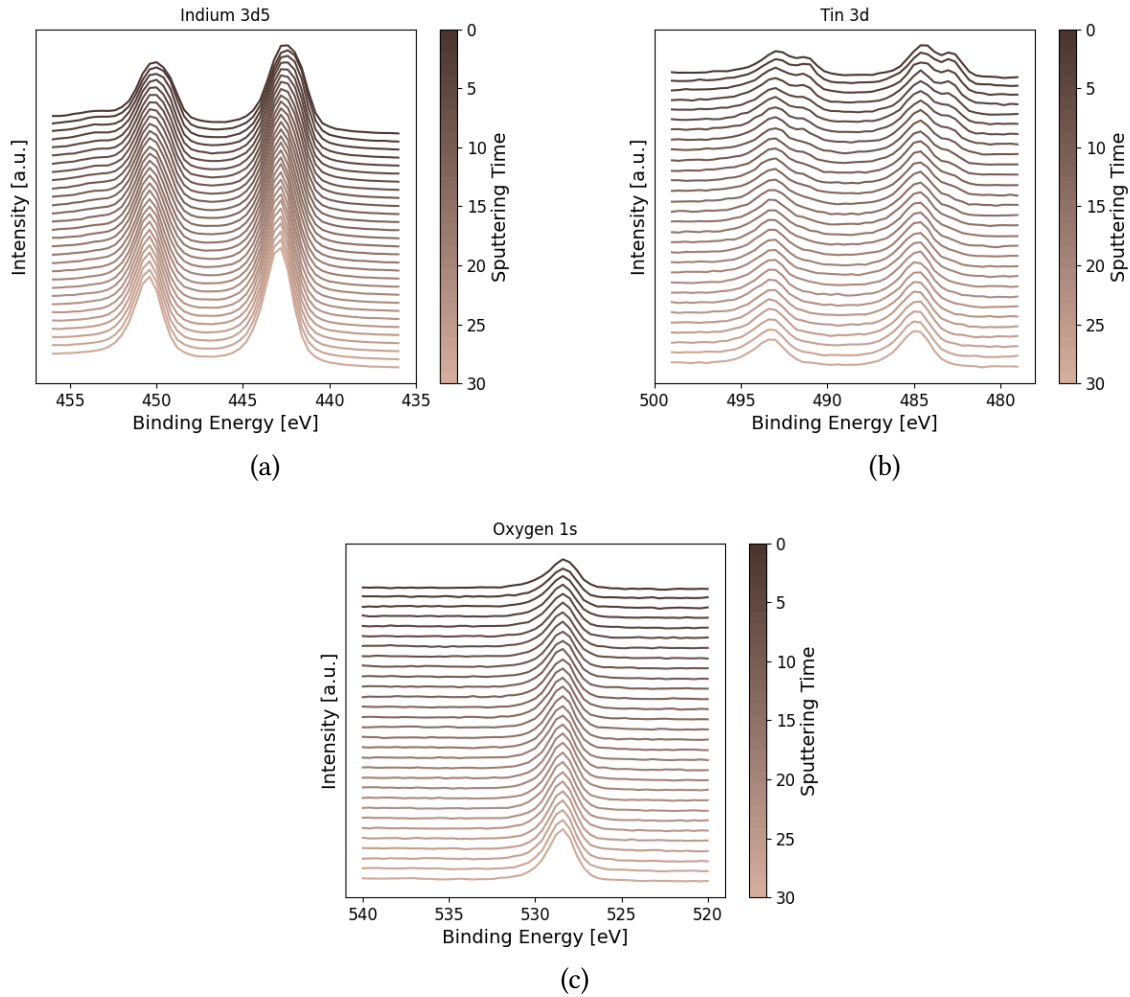 Indium 3d5
Intensity [a.u.]
455 450 445 440 435
Binding Energy [eV]
0
5
10
15
20
25
30
Sputtering Time
(a)
Tin 3d
Intensity [a.u.]
500 495 490 485 480
Binding Energy [eV]
0
5
10
15
20
25
30
Sputtering Time
(b)
Oxygen 1s
Intensity [a.u.]
540 535 530 525 520
Binding Energy [eV]
0
5
10
15
20
25
30
Sputtering Time
(c)